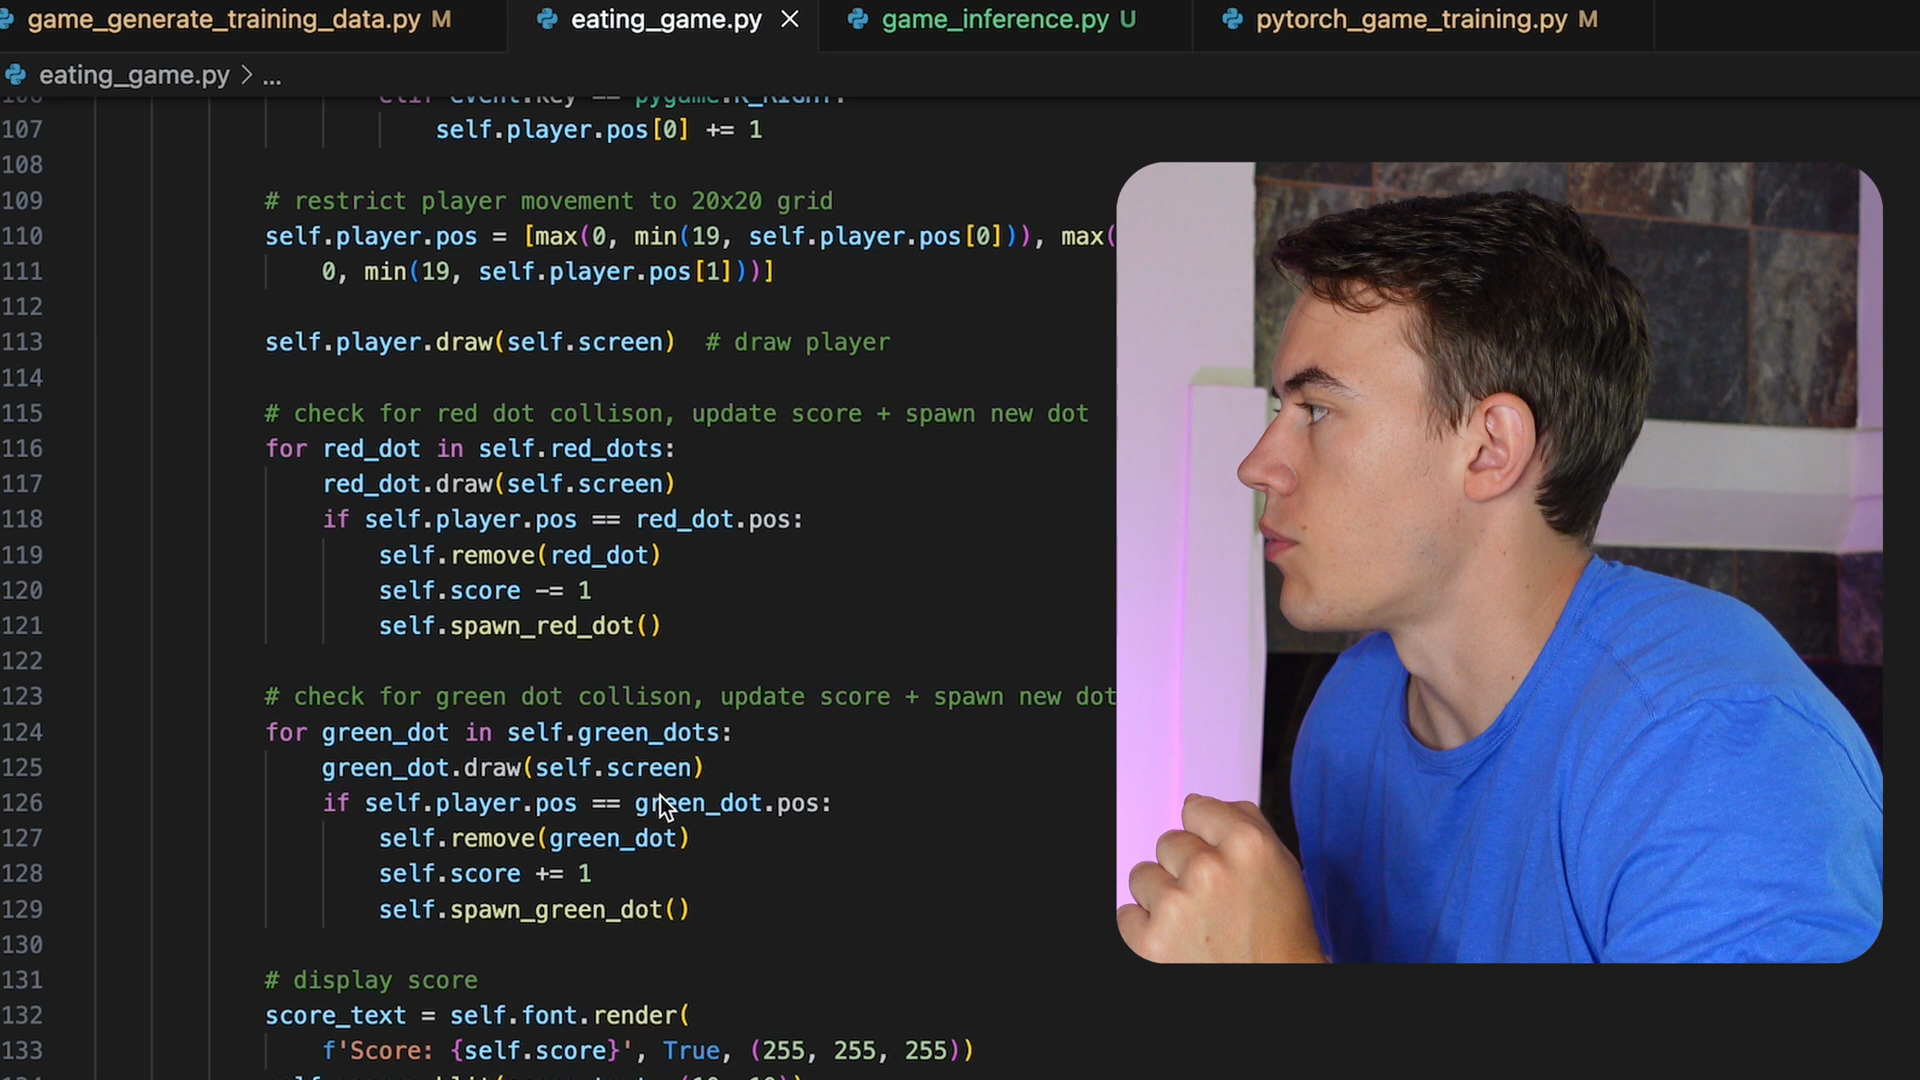 game_generate_training_data.py M
eating_game.py
game_inference.py U
pytorch_game_training.py M
eating_game.py > ...
106 elif event.key == pygame.K_RIGHT:
107 self.player.pos[0] += 1
108
109 # restrict player movement to 20x20 grid
110 self.player.pos = [max(0, min(19, self.player.pos[0])), max(
111 0, min(19, self.player.pos[1]))]
112
113 self.player.draw(self.screen)  # draw player
114
115 # check for red dot collison, update score + spawn new dot
116 for red_dot in self.red_dots:
117 red_dot.draw(self.screen)
118 if self.player.pos == red_dot.pos:
119 self.remove(red_dot)
120 self.score -= 1
121 self.spawn_red_dot()
122
123 # check for green dot collison, update score + spawn new dot
124 for green_dot in self.green_dots:
125 green_dot.draw(self.screen)
126 if self.player.pos == green_dot.pos:
127 self.remove(green_dot)
128 self.score += 1
129 self.spawn_green_dot()
130
131 # display score
132 score_text = self.font.render(
133 f'Score: {self.score}', True, (255, 255, 255))